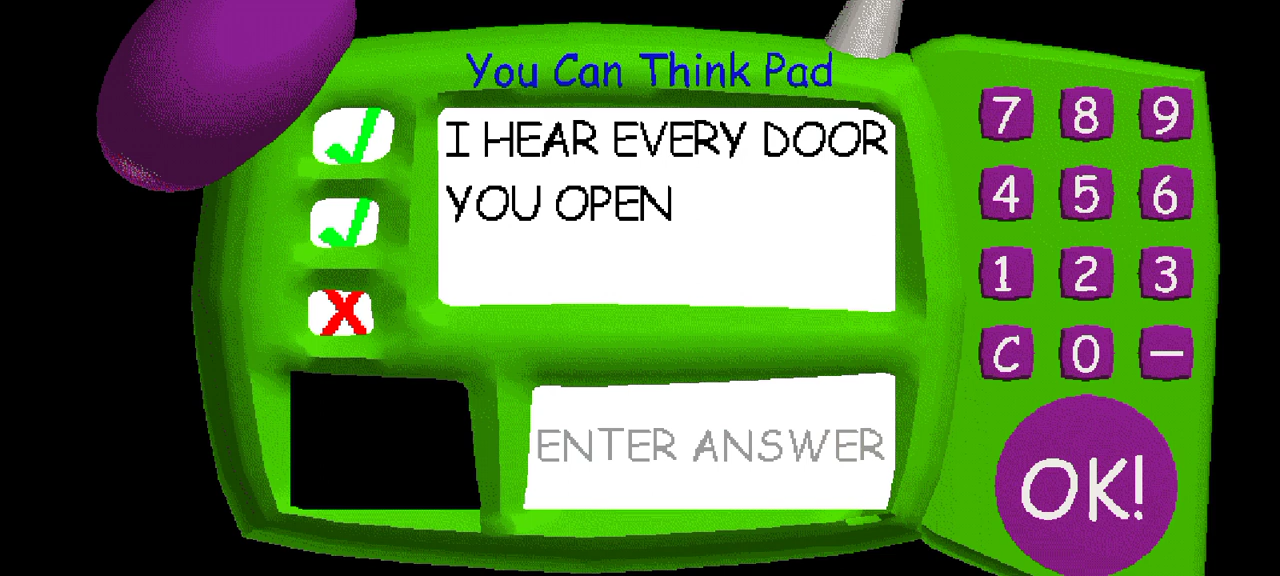 You Can Think Pad
I HEAR EVERY DOOR
YOU OPEN
ENTER ANSWER
7 8 9
4 5 6
1 2 3
C 0 —
OK!